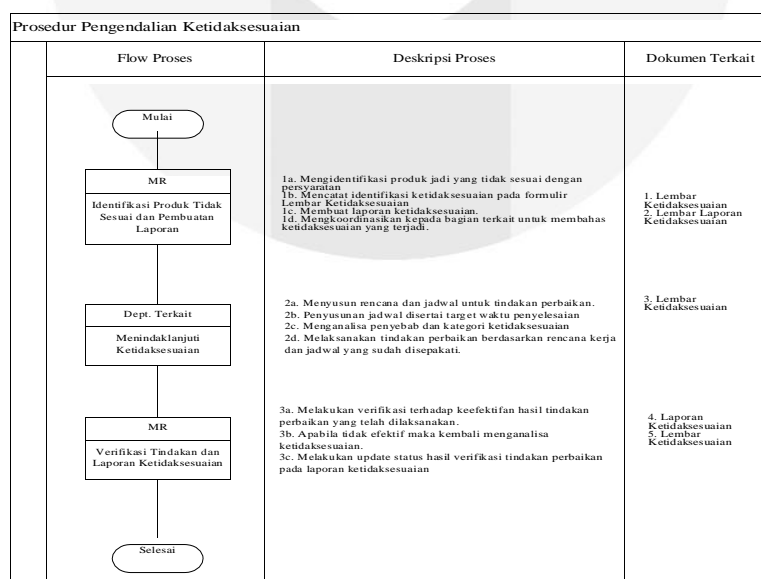 Prosedur Pengendalian Ketidaksesuaian
Flow Proses
Deskripsi Proses
Dokumen Terkait
Mulai
MR
Identifikasi Produk Tidak
Sesuai dan Pembuatan
Laporan
1a. Mengidentifikasi produk jadi yang tidak sesuai dengan
persyaratan
1b. Mencatat identifikasi ketidaksesuaian pada formulir
Lembar Ketidaksesuaian
1c. Membuat laporan ketidaksesuaian.
1d. Mengkoordinasikan kepada bagian terkait untuk membahas
ketidaksesuaian yang terjadi.
1. Lembar
Ketidaksesuaian
2. Lembar Laporan
Ketidaksesuaian
Dept. Terkait
Menindaklanjuti
Ketidaksesuaian
2a. Menyusun rencana dan jadwal untuk tindakan perbaikan.
2b. Penyusunan jadwal disertai target waktu penyelesaian
2c. Menganalisa penyebab dan kategori ketidaksesuaian
2d. Melaksanakan tindakan perbaikan berdasarkan rencana kerja
dan jadwal yang sudah disepakati.
3. Lembar
Ketidaksesuaian
MR
Verifikasi Tindakan dan
Laporan Ketidaksesuaian
3a. Melakukan verifikasi terhadap keefektifan hasil tindakan
perbaikan yang telah dilaksanakan.
3b. Apabila tidak efektif maka kembali menganalisa
ketidaksesuaian.
3c. Melakukan update status hasil verifikasi tindakan perbaikan
pada laporan ketidaksesuaian
4. Laporan
Ketidaksesuaian
5. Lembar
Ketidaksesuaian
Selesai